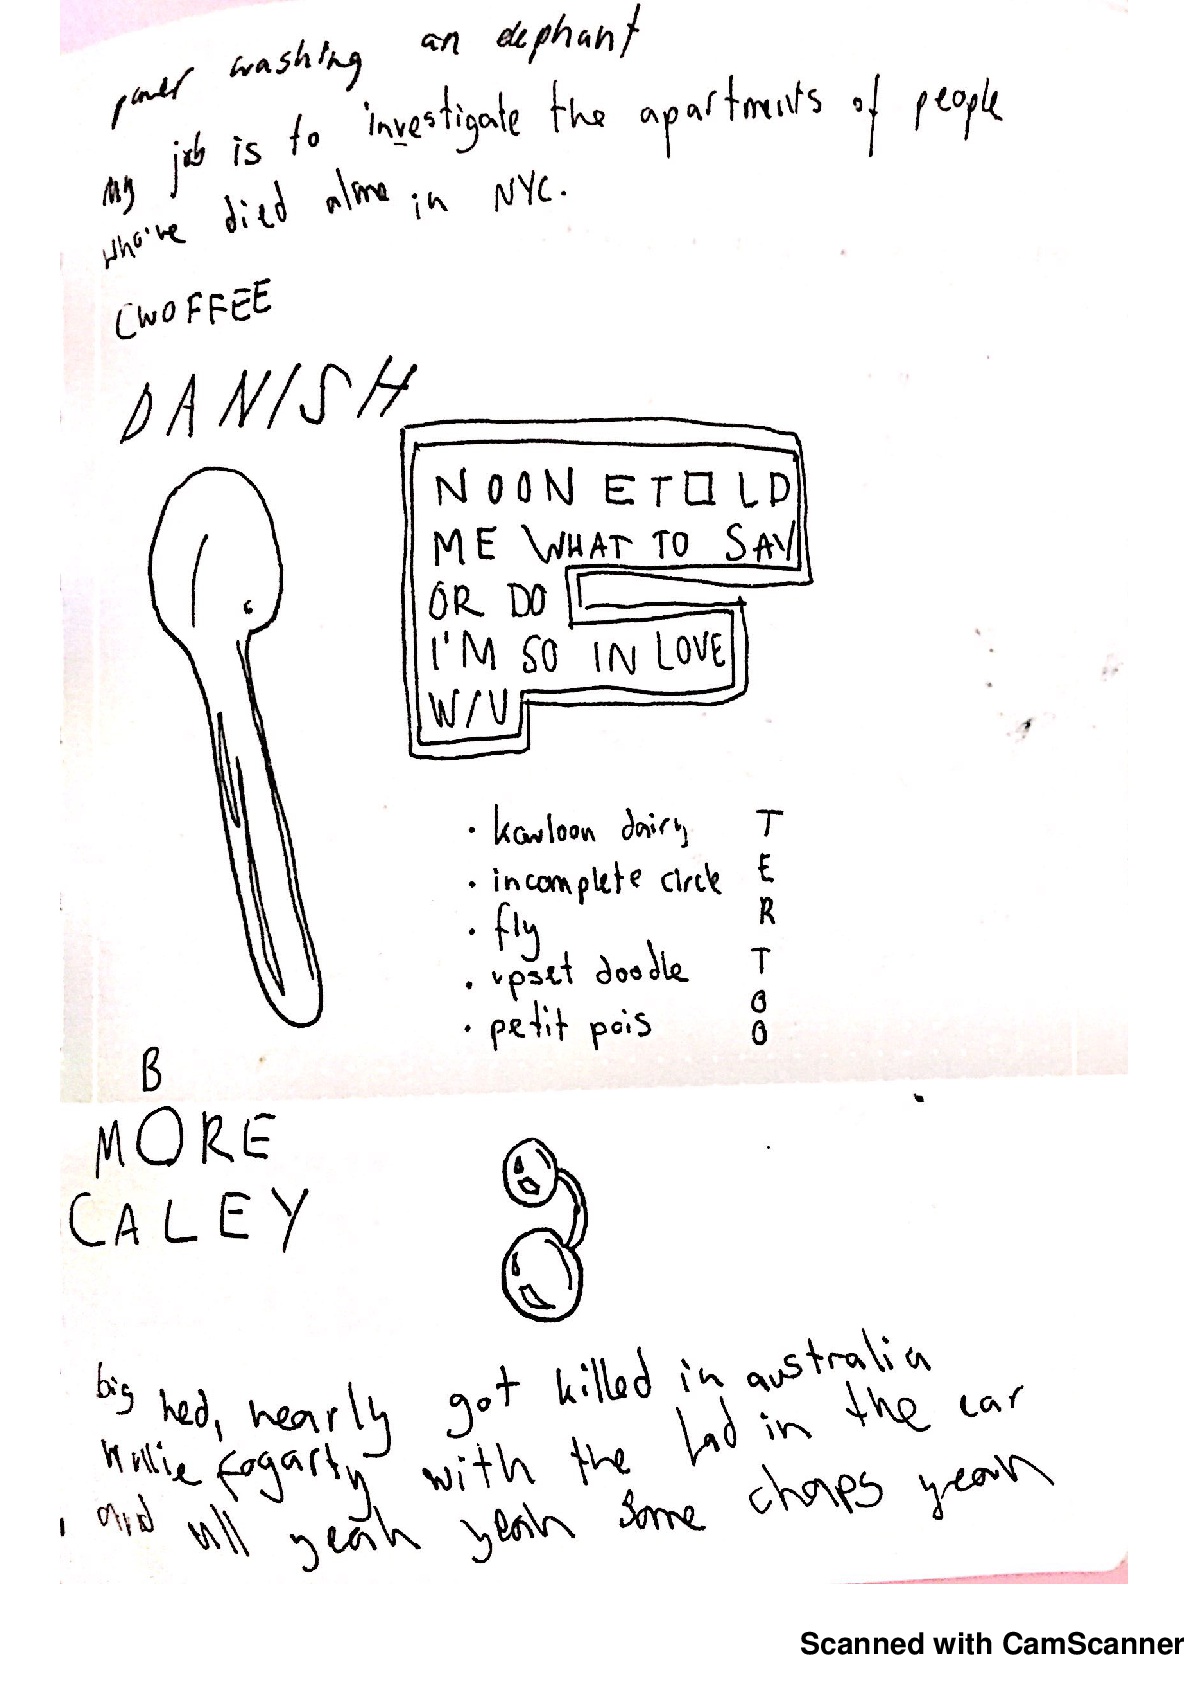 power washing an elephant
My job is to investigate the apartments of people
who've died alone in NYC.
CWOFFEE
DANISH
NOONETOLD
ME WHAT TO SAY
OR DO
I'M SO IN LOVE
W/U
• kowloon dairy
• incomplete circle
• fly
• upset doodle
• petit pois
T
E
R
T
O
O
B
MORE
CALEY
big hed, nearly got killed in australia
Fogarty with the lad in the car
and all yeah yeah some chaps yeah
Scanned with CamScanner